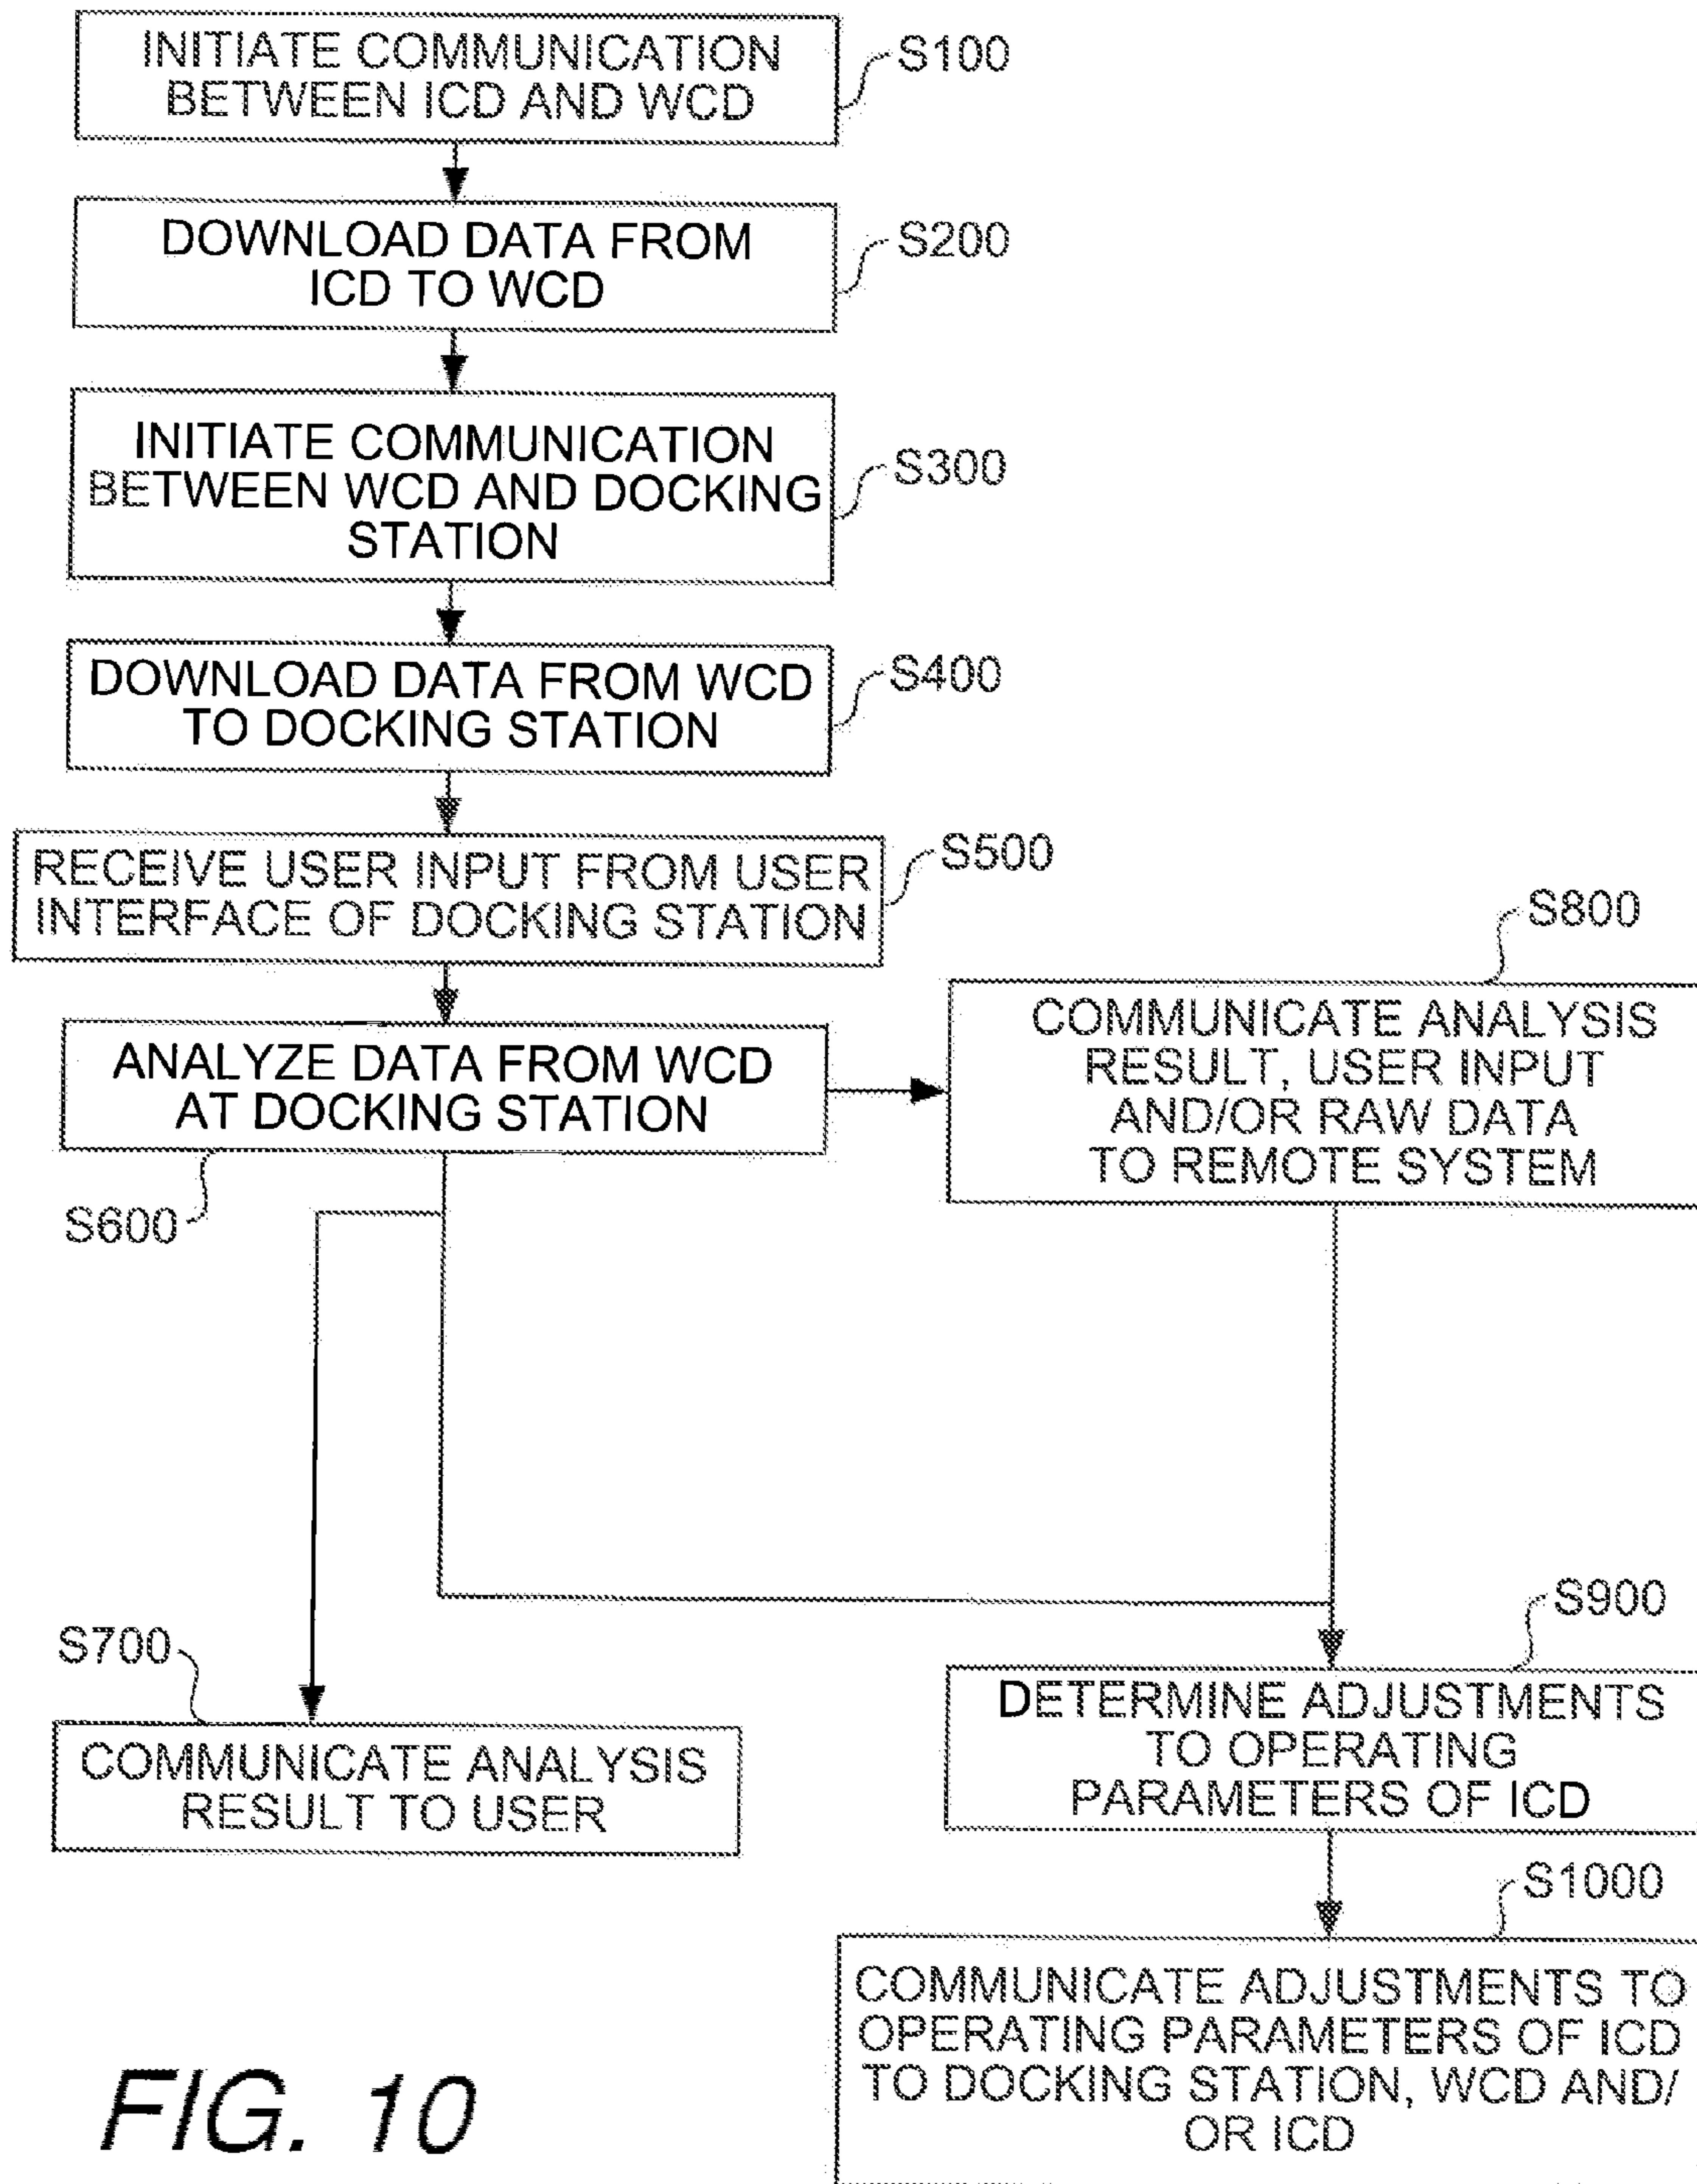 INITIATE COMMUNICATION
BETWEEN ICD AND WCD
S100
DOWNLOAD DATA FROM
ICD TO WCD
S200
INITIATE COMMUNICATION
BETWEEN WCD AND DOCKING
STATION
S300
DOWNLOAD DATA FROM WCD
TO DOCKING STATION
S400
RECEIVE USER INPUT FROM USER
INTERFACE OF DOCKING STATION
S500
ANALYZE DATA FROM WCD
AT DOCKING STATION
S600
S800
COMMUNICATE ANALYSIS
RESULT, USER INPUT
AND/OR RAW DATA
TO REMOTE SYSTEM
S700
COMMUNICATE ANALYSIS
RESULT TO USER
S900
DETERMINE ADJUSTMENTS
TO OPERATING
PARAMETERS OF ICD
S1000
COMMUNICATE ADJUSTMENTS TO
OPERATING PARAMETERS OF ICD
TO DOCKING STATION, WCD AND/
OR ICD
FIG. 10